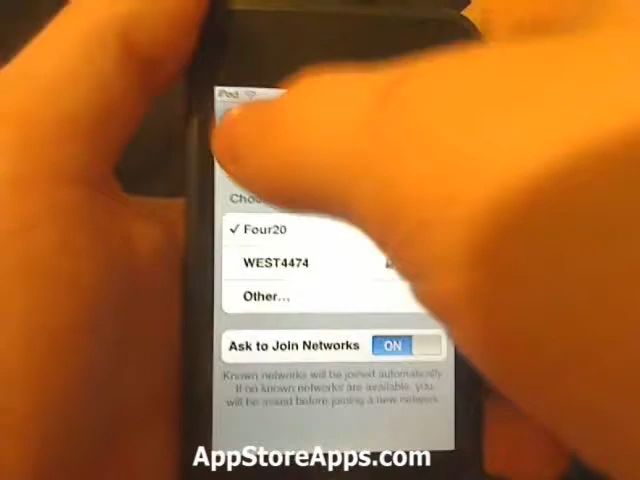 iPod
✓ Four20
WEST4474
Other...
Ask to Join Networks ON
Known networks will be joined automatically.
If no known networks are available, you
will be asked before joining a new network.
AppStoreApps.com